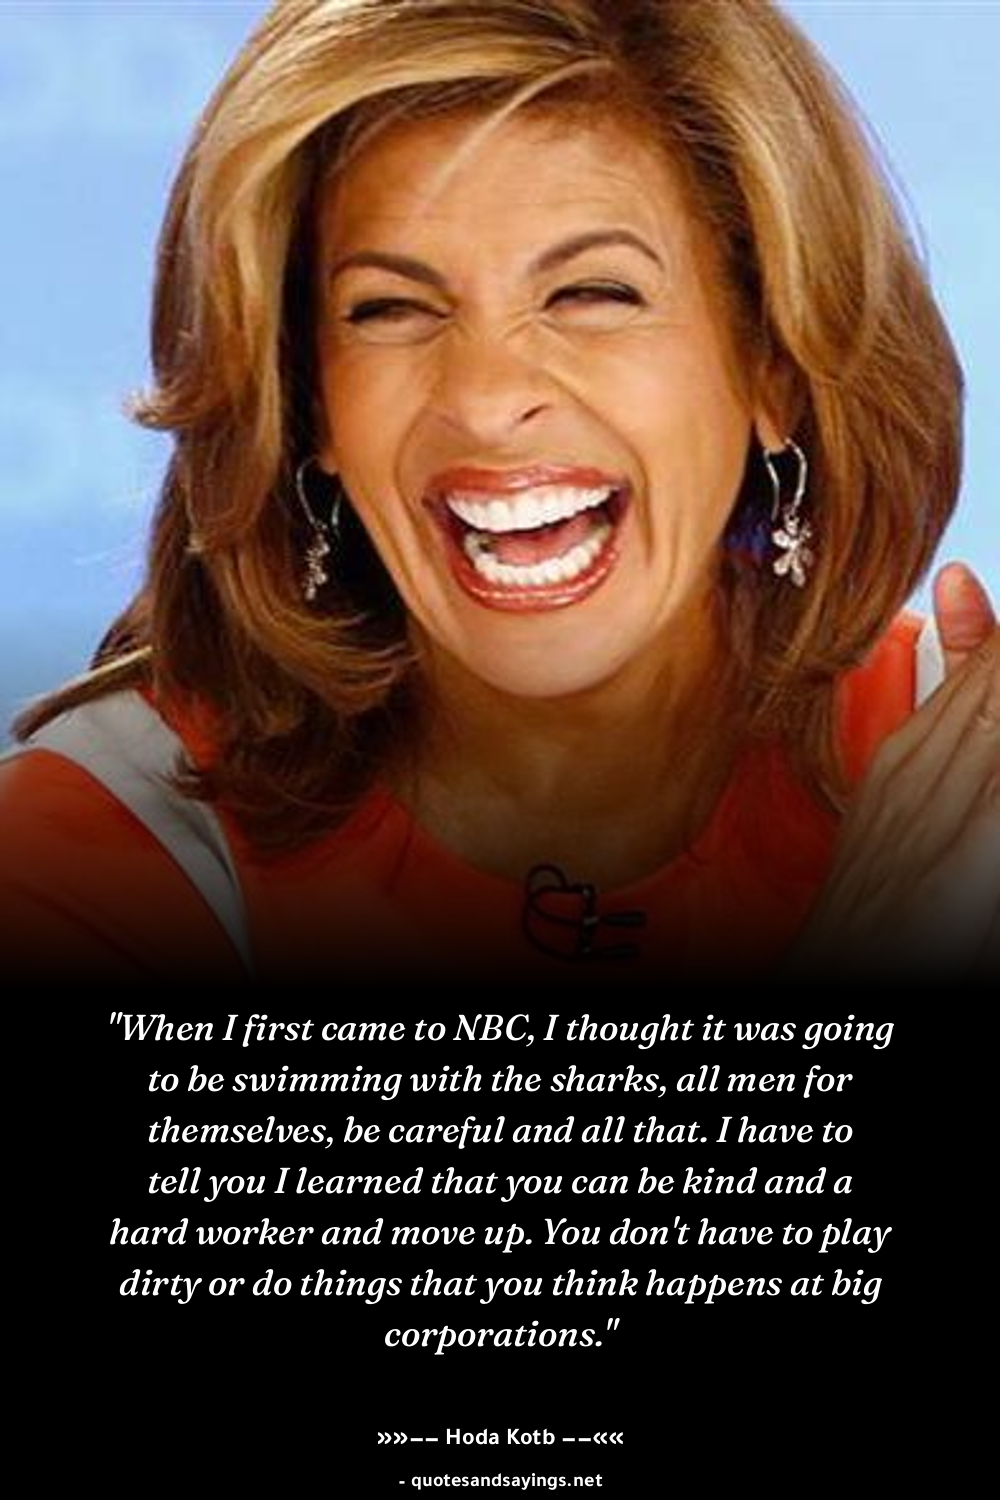 "When I first came to NBC, I thought it was going
to be swimming with the sharks, all men for
themselves, be careful and all that. I have to
tell you I learned that you can be kind and a
hard worker and move up. You don't have to play
dirty or do things that you think happens at big
corporations."
»»–– Hoda Kotb ––««
- quotesandsayings.net